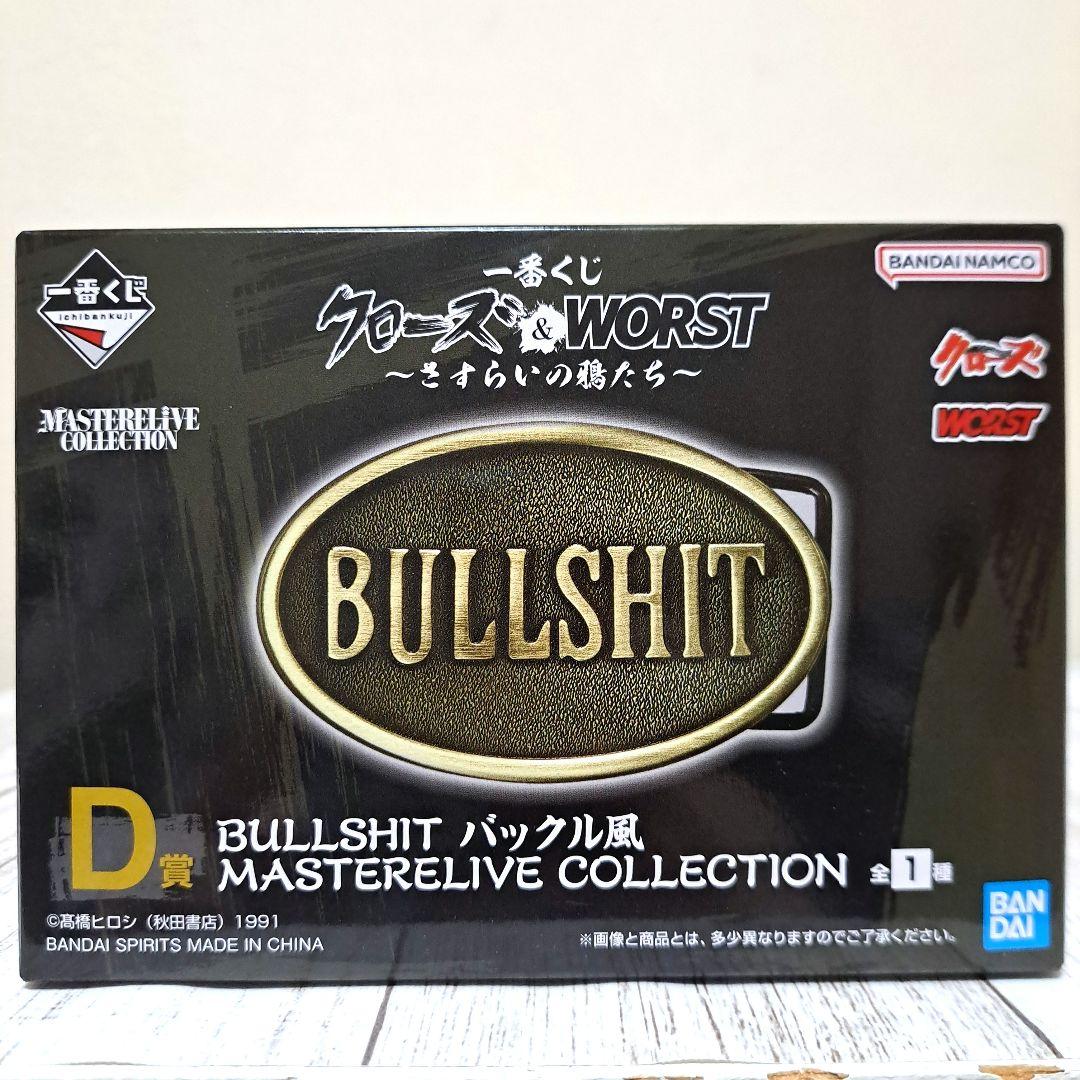 一番くじ
ichibankuji
MASTERELIVE
COLLECTION
一番くじ
クローズ&WORST
～さすらいの鴉たち～
BANDAI NAMCO
クローズ
WORST
BULLSHIT
D賞
BULLSHIT バックル風
MASTERELIVE COLLECTION 全1種
©髙橋ヒロシ（秋田書店）1991
BANDAI SPIRITS MADE IN CHINA
※画像と商品とは、多少異なりますのでご了承ください。
BAN
DAI